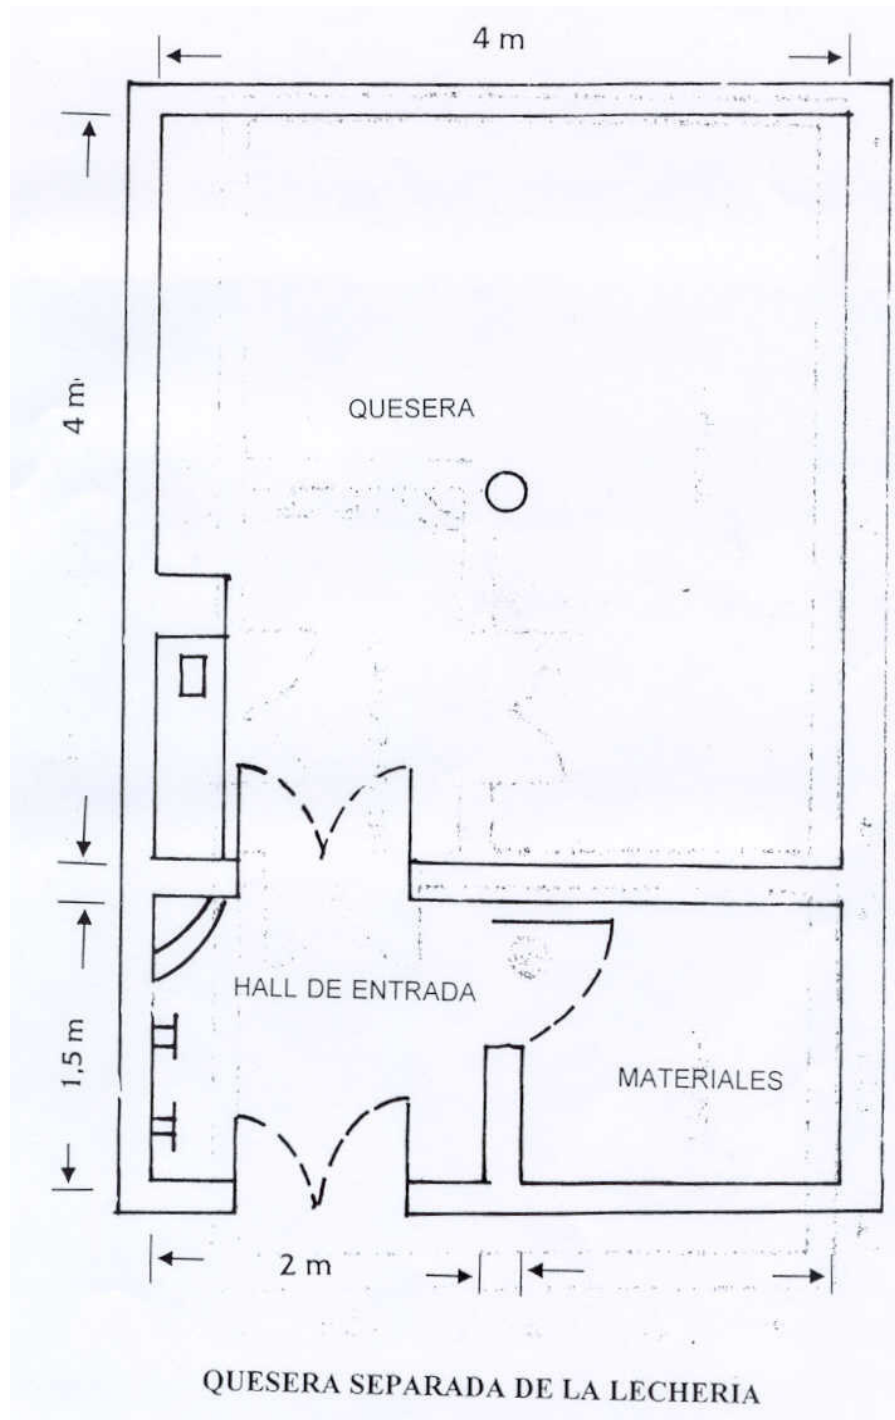 4 m
4 m
QUESERA
HALL DE ENTRADA
1,5 m
MATERIALES
2 m
QUESERA SEPARADA DE LA LECHERIA